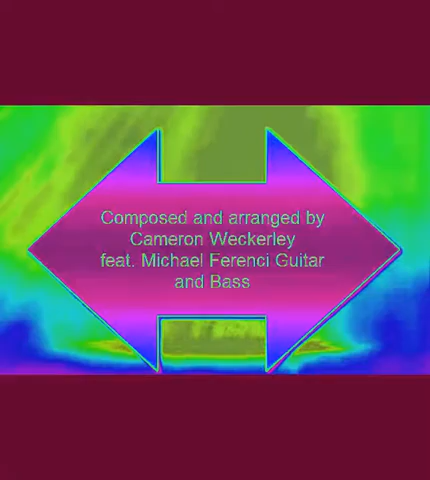 Composed and arranged by
Cameron Weckerley
feat. Michael Ferenci Guitar
and Bass